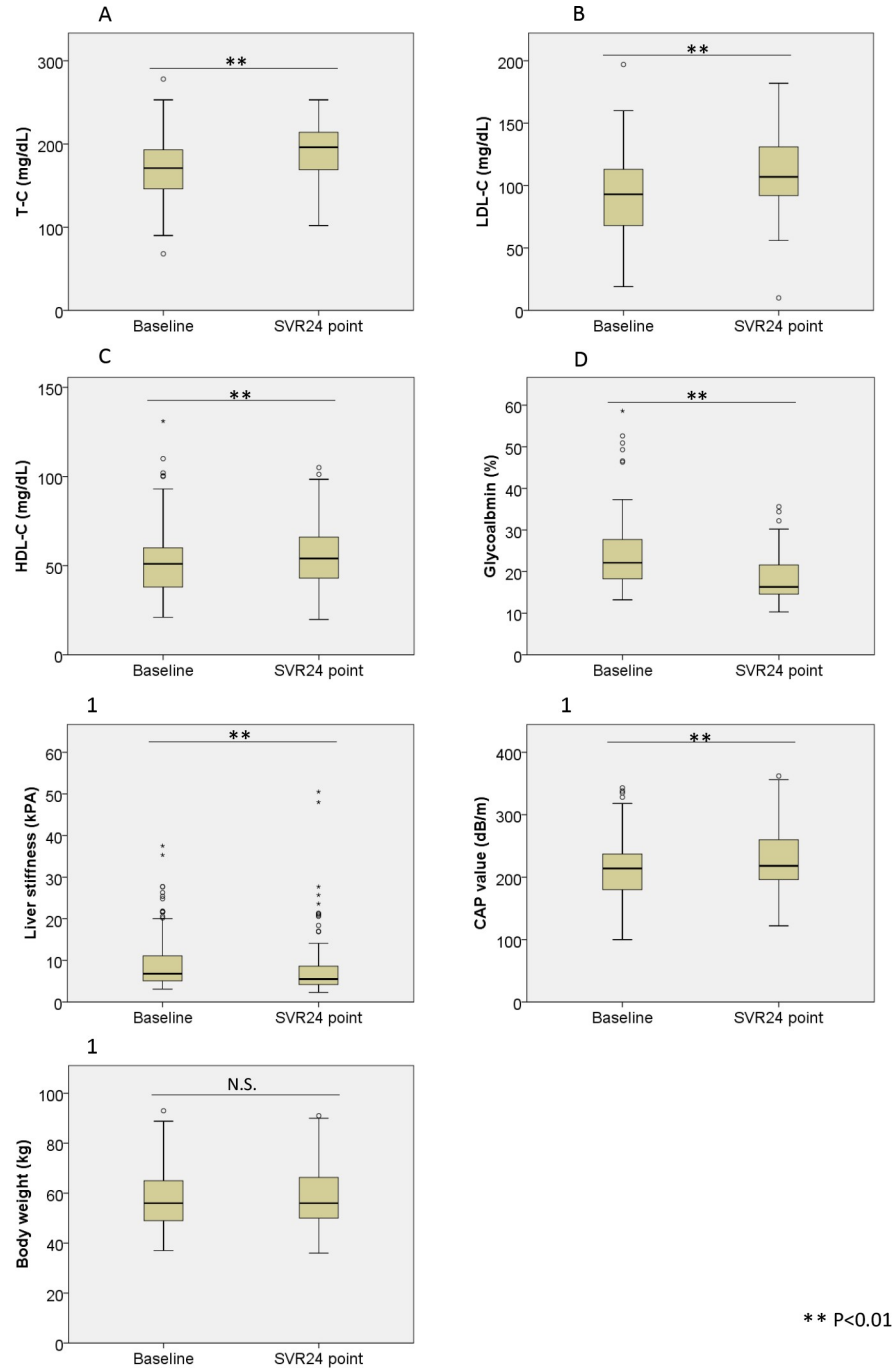 A
**
T-C (mg/dL)
300
200
100
0
Baseline SVR24 point
B
**
LDL-C (mg/dL)
200
150
100
50
0
Baseline SVR24 point
C
**
HDL-C (mg/dL)
150
100
50
0
Baseline SVR24 point
D
**
Glycoalbmin (%)
60
50
40
30
20
10
0
Baseline SVR24 point
1
**
Liver stiffness (kPA)
60
50
40
30
20
10
0
Baseline SVR24 point
1
**
CAP value (dB/m)
400
300
200
100
0
Baseline SVR24 point
1
N.S.
Body weight (kg)
100
80
60
40
20
0
Baseline SVR24 point
** P<0.01